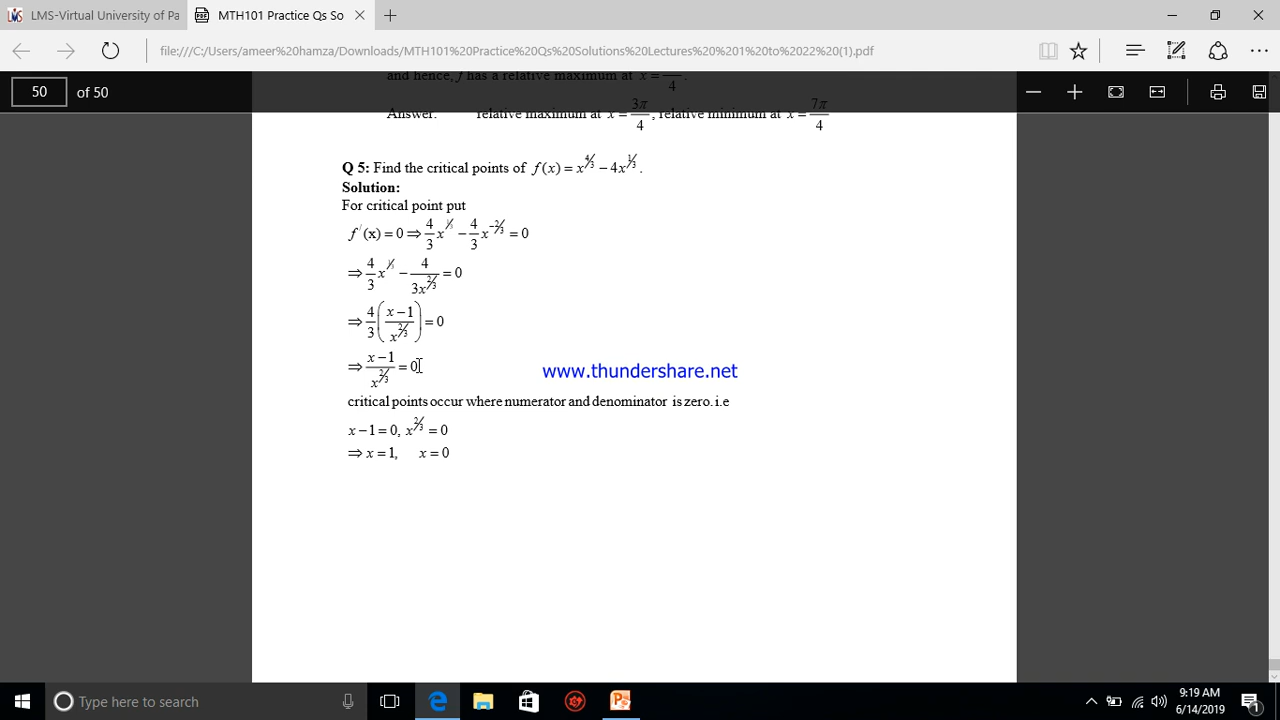 LMS-Virtual University of Pa
MTH101 Practice Qs So
file:///C:/Users/ameer%20hamza/Downloads/MTH101%20Practice%20Qs%20Solutions%20Lectures%20%201%20to%2022%20(1).pdf
50 of 50
and hence, f has a relative maximum at x = —/4 .
Answer: relative maximum at x = 3π/4 , relative minimum at x = 7π/4
Q 5: Find the critical points of f(x) = x^(4/3) − 4x^(1/3) .
Solution:
For critical point put
f ′(x) = 0 ⇒ 4/3 x^(1/3) − 4/3 x^(−2/3) = 0
⇒ 4/3 x^(1/3) − 4/(3x^(2/3)) = 0
⇒ 4/3 ((x − 1)/x^(2/3)) = 0
⇒ (x − 1)/x^(2/3) = 0
www.thundershare.net
critical points occur where numerator and denominator is zero. i.e
x − 1 = 0, x^(2/3) = 0
⇒ x = 1, x = 0
Type here to search
9:19 AM
6/14/2019
1